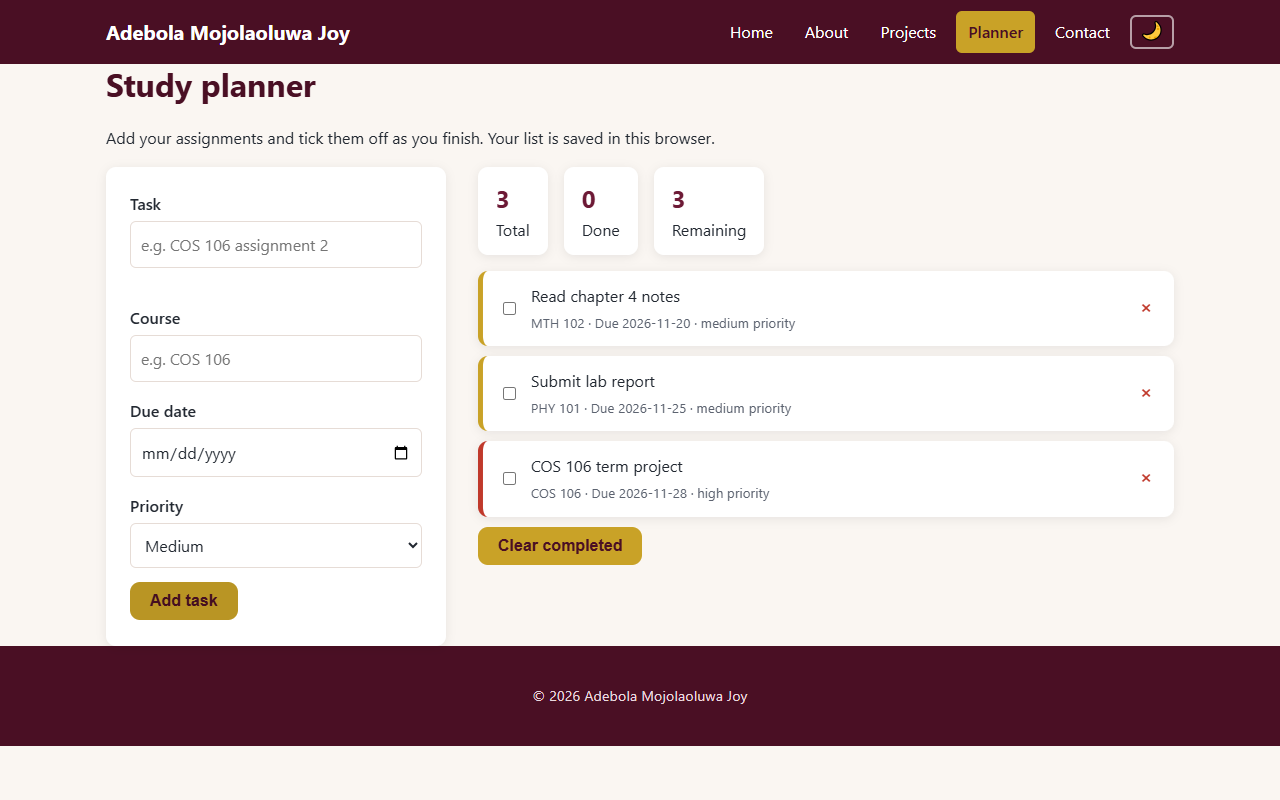 Adebola Mojolaoluwa Joy
Home
About
Projects
Planner
Contact
Study planner
Add your assignments and tick them off as you finish. Your list is saved in this browser.
Task
e.g. COS 106 assignment 2
Course
e.g. COS 106
Due date
mm/dd/yyyy
Priority
Medium
Add task
3
Total
0
Done
3
Remaining
Read chapter 4 notes
MTH 102 · Due 2026-11-20 · medium priority
×
Submit lab report
PHY 101 · Due 2026-11-25 · medium priority
×
COS 106 term project
COS 106 · Due 2026-11-28 · high priority
×
Clear completed
© 2026 Adebola Mojolaoluwa Joy